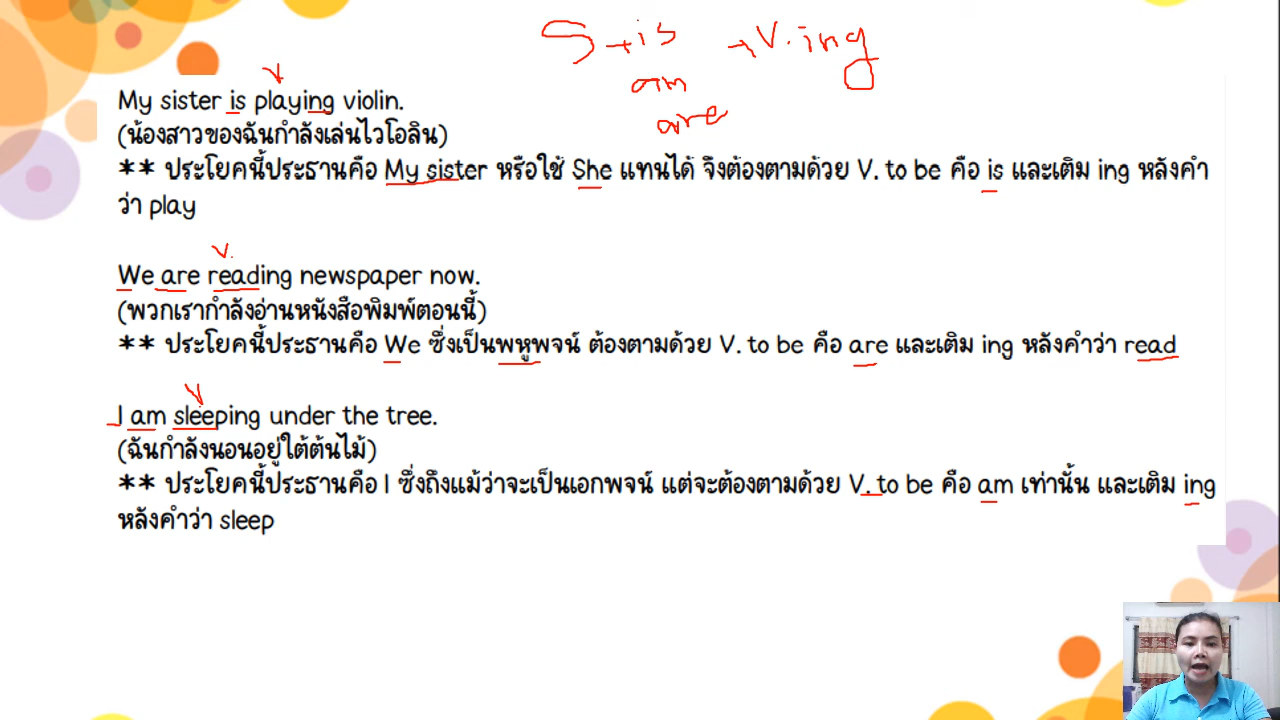 S + is + V. ing
am
are
V
My sister is playing violin.
(น้องสาวของฉันกำลังเล่นไวโอลิน)
** ประโยคนี้ประธานคือ My sister หรือใช้ She แทนได้ จึงต้องตามด้วย V. to be คือ is และเติม ing หลังคำ
ว่า play
V.
We are reading newspaper now.
(พวกเรากำลังอ่านหนังสือพิมพ์ตอนนี้)
** ประโยคนี้ประธานคือ We ซึ่งเป็นพหูพจน์ ต้องตามด้วย V. to be คือ are และเติม ing หลังคำว่า read
V
I am sleeping under the tree.
(ฉันกำลังนอนอยู่ใต้ต้นไม้)
** ประโยคนี้ประธานคือ I ซึ่งถึงแม้ว่าจะเป็นเอกพจน์ แต่จะต้องตามด้วย V. to be คือ am เท่านั้น และเติม ing
หลังคำว่า sleep